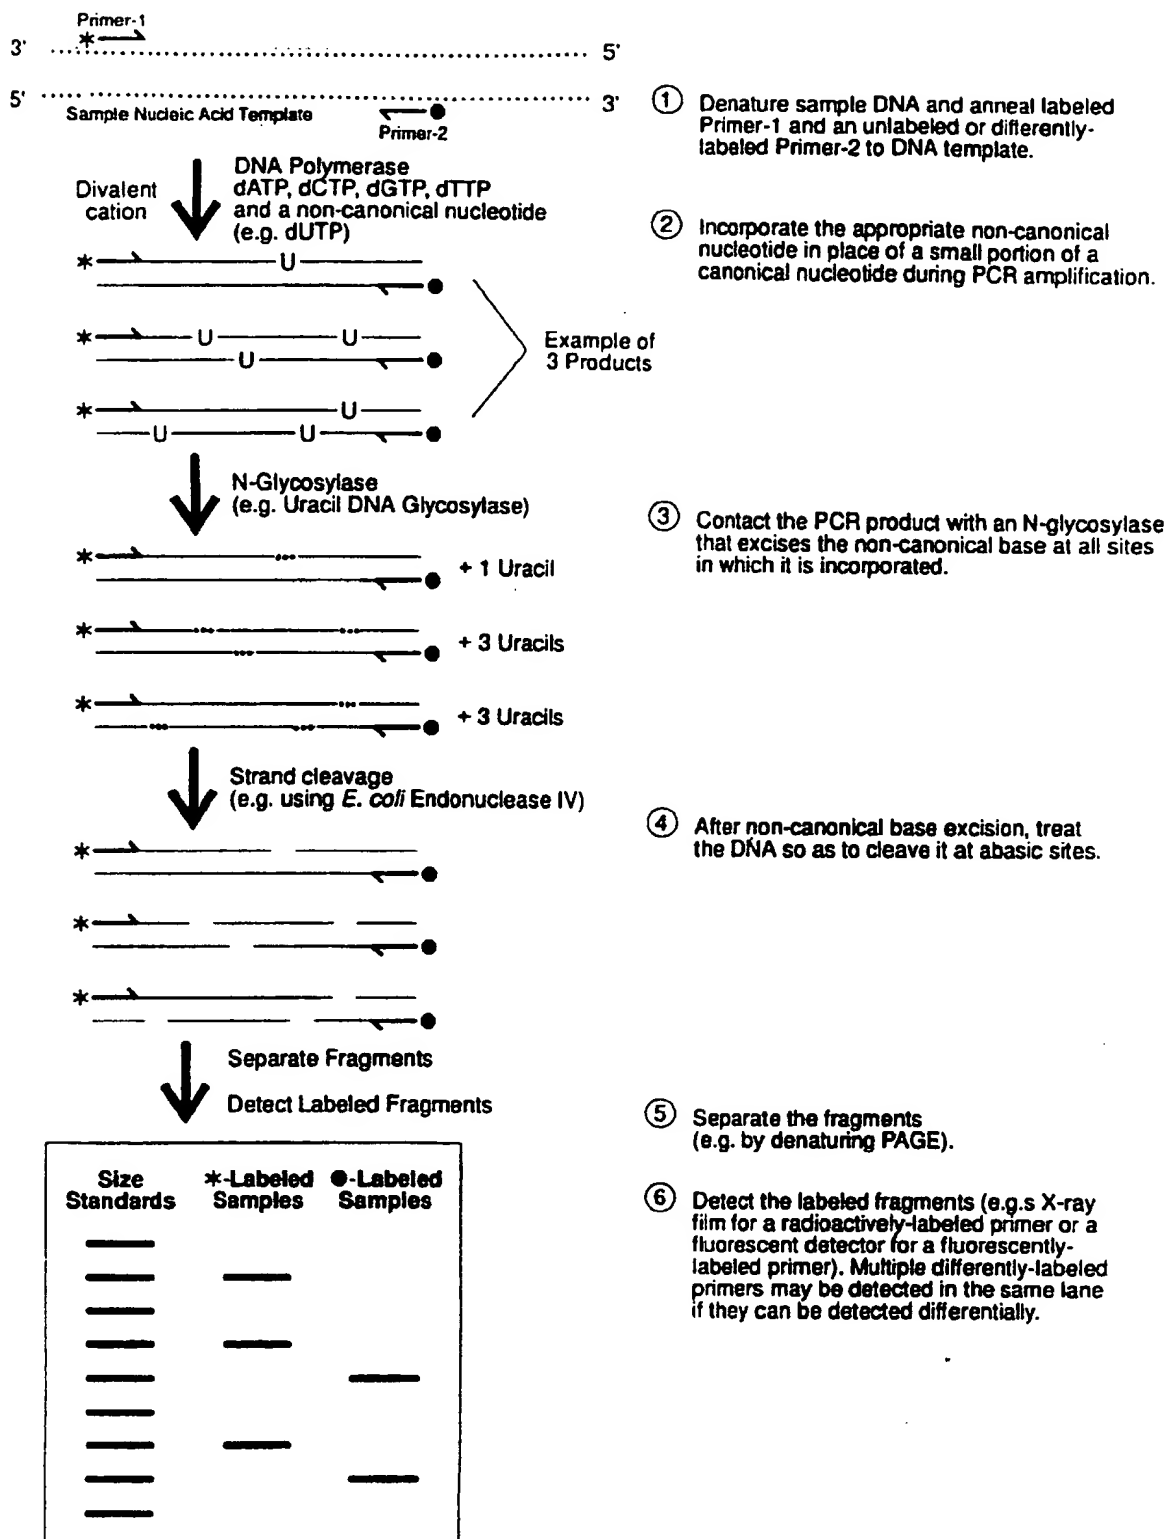 Primer-1
*
3' 5'
5' 3'
Sample Nucleic Acid Template
Primer-2
① Denature sample DNA and anneal labeled
Primer-1 and an unlabeled or differently-
labeled Primer-2 to DNA template.
Divalent
cation
DNA Polymerase
dATP, dCTP, dGTP, dTTP
and a non-canonical nucleotide
(e.g. dUTP)
② Incorporate the appropriate non-canonical
nucleotide in place of a small portion of a
canonical nucleotide during PCR amplification.
* U
* U U
U
* U
U U
Example of
3 Products
N-Glycosylase
(e.g. Uracil DNA Glycosylase)
③ Contact the PCR product with an N-glycosylase
that excises the non-canonical base at all sites
in which it is incorporated.
* + 1 Uracil
* + 3 Uracils
* + 3 Uracils
Strand cleavage
(e.g. using E. coli Endonuclease IV)
④ After non-canonical base excision, treat
the DNA so as to cleave it at abasic sites.
*
*
*
Separate Fragments
Detect Labeled Fragments
⑤ Separate the fragments
(e.g. by denaturing PAGE).
Size
Standards
*-Labeled
Samples
●-Labeled
Samples
⑥ Detect the labeled fragments (e.g.s X-ray
film for a radioactively-labeled primer or a
fluorescent detector for a fluorescently-
labeled primer). Multiple differently-labeled
primers may be detected in the same lane
if they can be detected differentially.